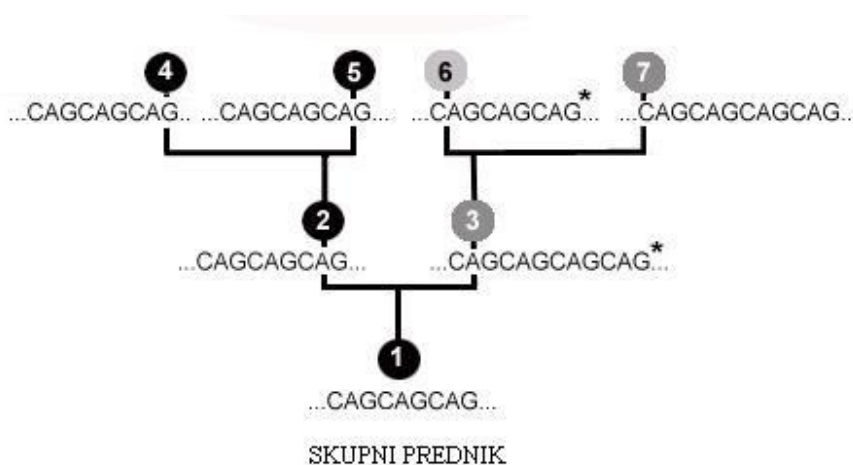 4 5 6 7
...CAGCAGCAG.. ...CAGCAGCAG... ...CAGCAGCAG*... ...CAGCAGCAGCAG...
2 3
...CAGCAGCAG... ...CAGCAGCAGCAG*...
1
...CAGCAGCAG...
SKUPNI PREDNIK